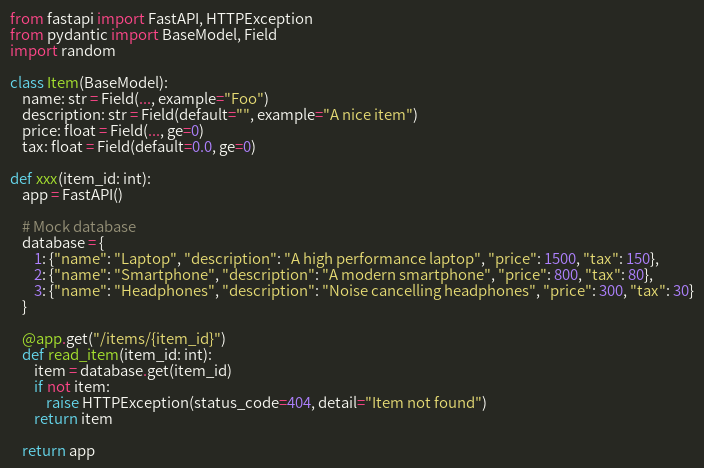 from fastapi import FastAPI, HTTPException
from pydantic import BaseModel, Field
import random

class Item(BaseModel):
    name: str = Field(..., example="Foo")
    description: str = Field(default="", example="A nice item")
    price: float = Field(..., ge=0)
    tax: float = Field(default=0.0, ge=0)

def xxx(item_id: int):
    app = FastAPI()

    # Mock database
    database = {
        1: {"name": "Laptop", "description": "A high performance laptop", "price": 1500, "tax": 150},
        2: {"name": "Smartphone", "description": "A modern smartphone", "price": 800, "tax": 80},
        3: {"name": "Headphones", "description": "Noise cancelling headphones", "price": 300, "tax": 30}
    }

    @app.get("/items/{item_id}")
    def read_item(item_id: int):
        item = database.get(item_id)
        if not item:
            raise HTTPException(status_code=404, detail="Item not found")
        return item

    return app